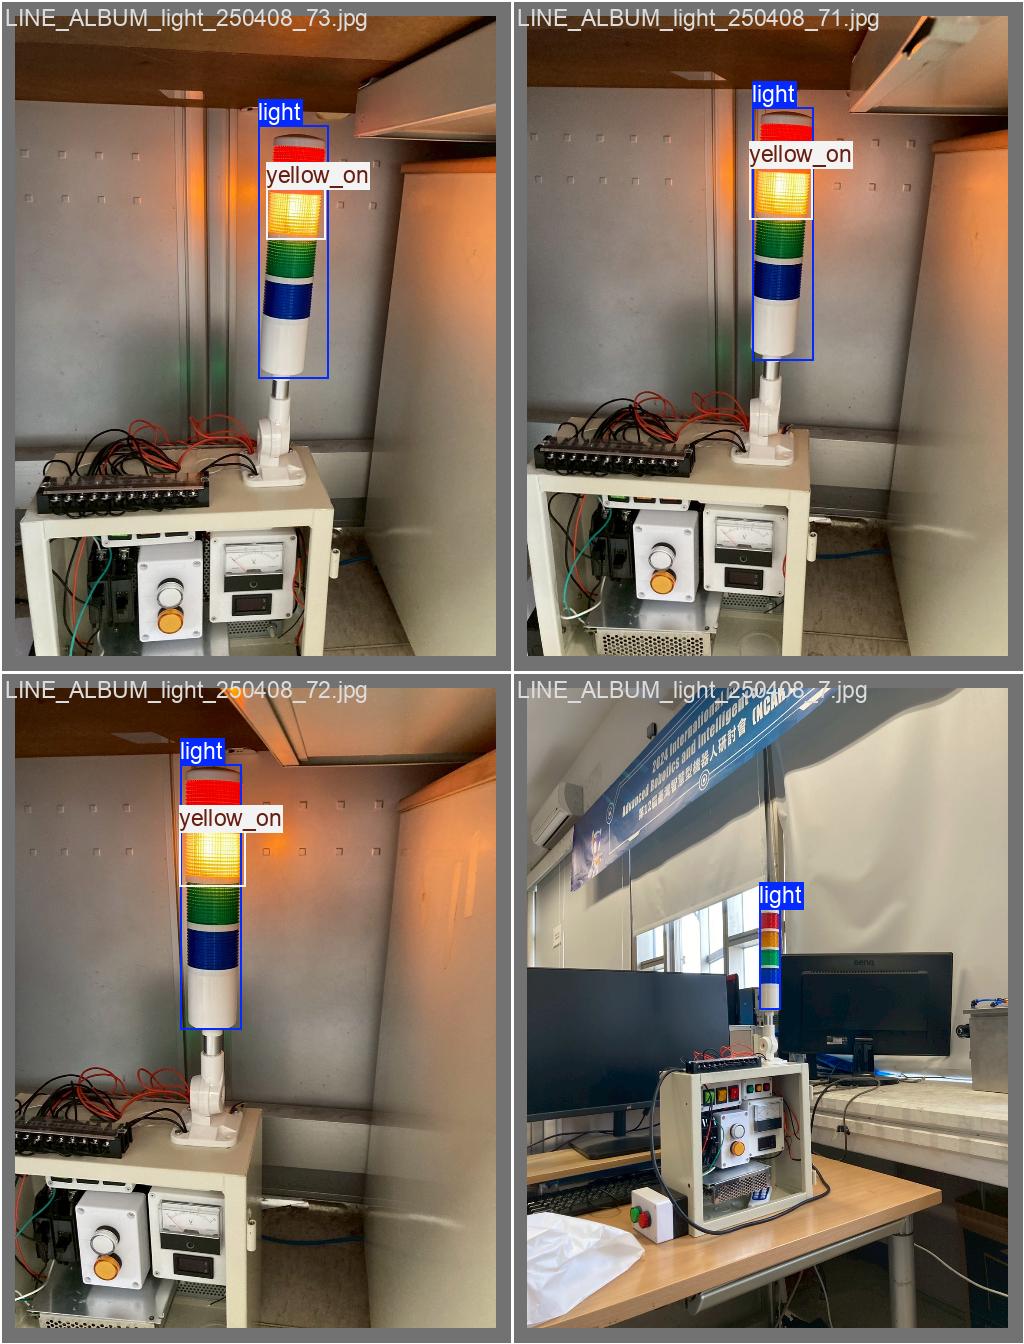 LINE_ALBUM_light_250408_73.jpg
light
yellow_on
LINE_ALBUM_light_250408_71.jpg
light
yellow_on
LINE_ALBUM_light_250408_72.jpg
light
yellow_on
LINE_ALBUM_light_250408_7.jpg
2024 International
Advanced Robotics and Intelligent
light
BenQ